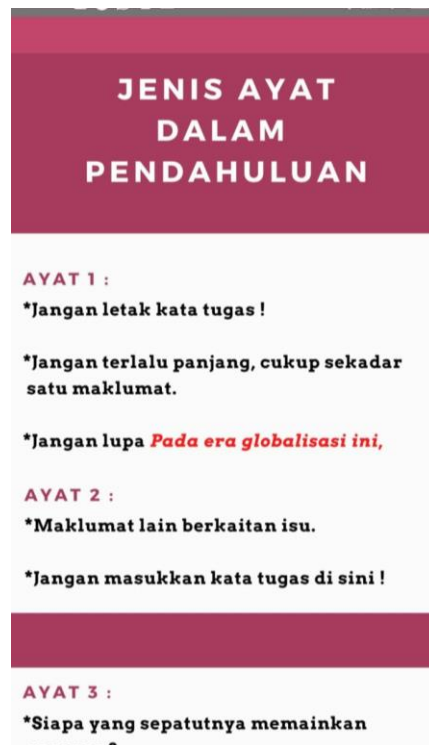 JENIS AYAT
DALAM
PENDAHULUAN
AYAT 1 :
*Jangan letak kata tugas !
*Jangan terlalu panjang, cukup sekadar
satu maklumat.
*Jangan lupa Pada era globalisasi ini,
AYAT 2 :
*Maklumat lain berkaitan isu.
*Jangan masukkan kata tugas di sini !
AYAT 3 :
*Siapa yang sepatutnya memainkan